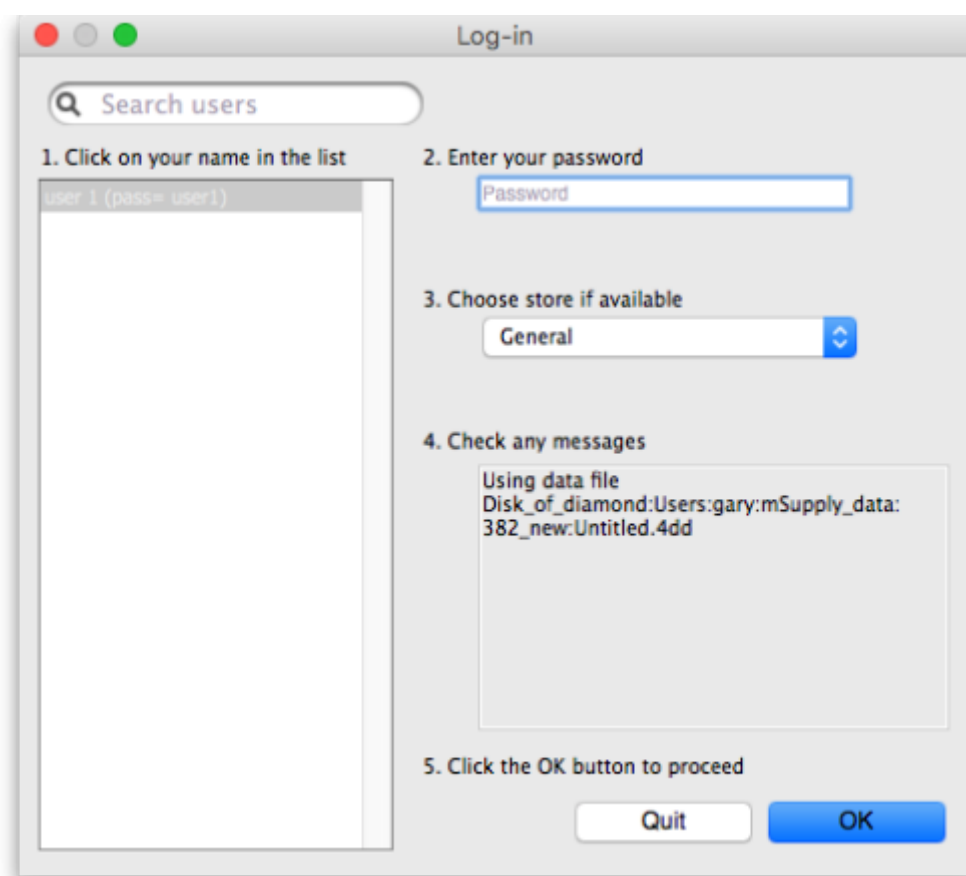 Log-in
Search users
1. Click on your name in the list
user 1 (pass= user1)
2. Enter your password
Password
3. Choose store if available
General
4. Check any messages
Using data file
Disk_of_diamond:Users:gary:mSupply_data:
382_new:Untitled.4dd
5. Click the OK button to proceed
Quit
OK